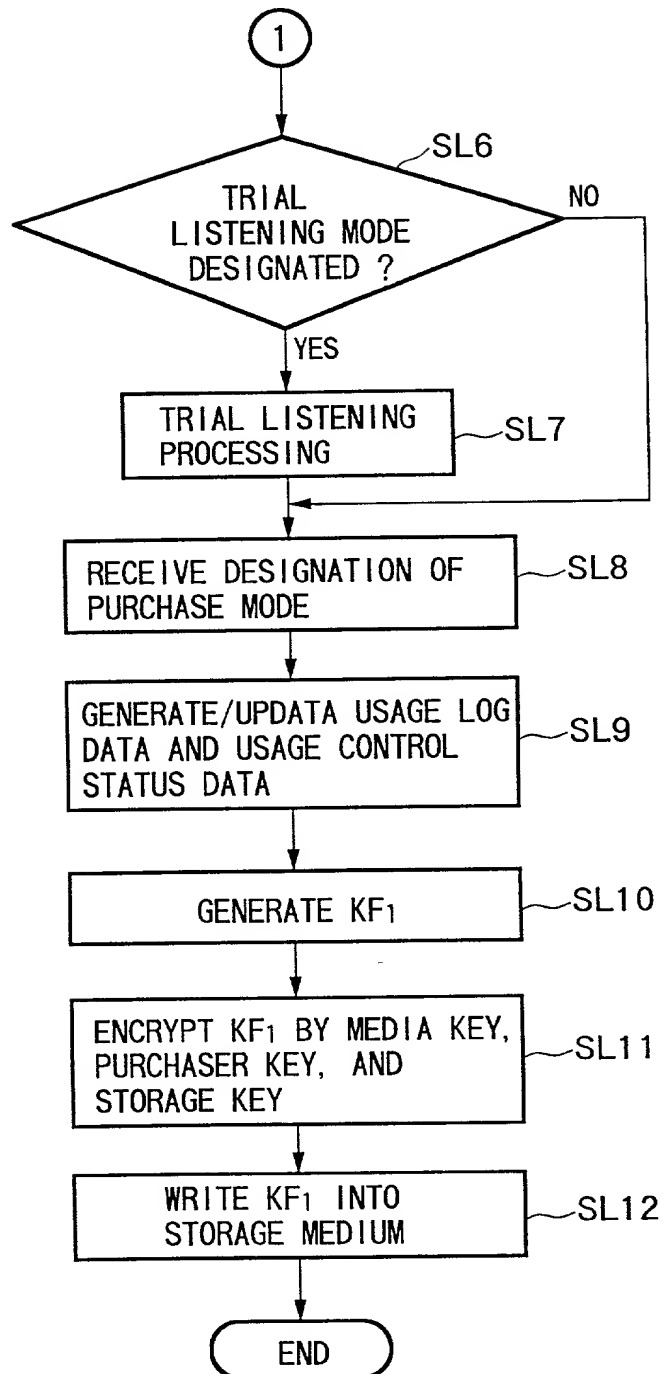 1
SL6
TRIAL
LISTENING MODE
DESIGNATED ?
NO
YES
TRIAL LISTENING
PROCESSING
SL7
RECEIVE DESIGNATION OF
PURCHASE MODE
SL8
GENERATE/UPDATA USAGE LOG
DATA AND USAGE CONTROL
STATUS DATA
SL9
GENERATE KF₁
SL10
ENCRYPT KF₁ BY MEDIA KEY,
PURCHASER KEY, AND
STORAGE KEY
SL11
WRITE KF₁ INTO
STORAGE MEDIUM
SL12
END